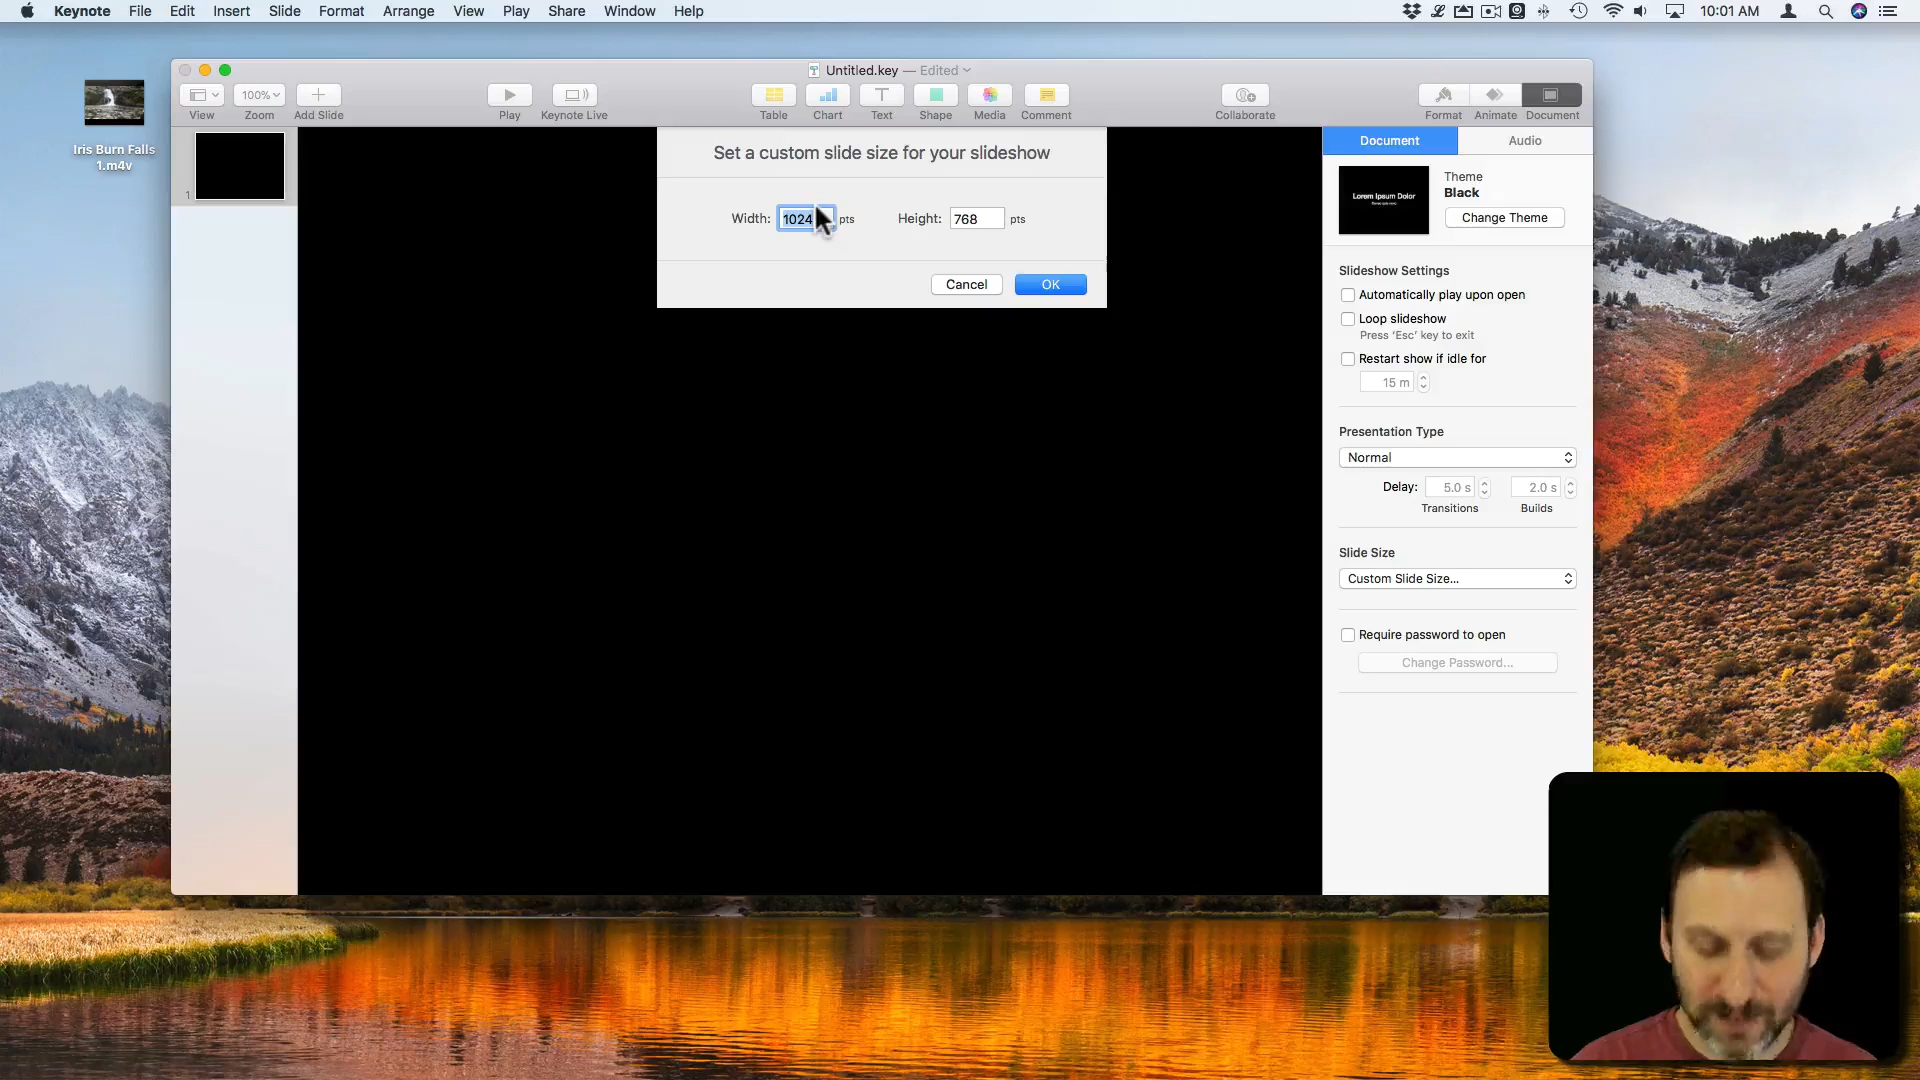 Keynote File Edit Insert Slide Format Arrange View Play Share Window Help 10:01 AM
Untitled.key — Edited
100%
View Zoom Add Slide Play Keynote Live Table Chart Text Shape Media Comment Collaborate Format Animate Document
Iris Burn Falls
1.m4v
1
Set a custom slide size for your slideshow
Width: 1024 pts Height: 768 pts
Cancel OK
Document Audio
Lorem Ipsum Dolor
Theme
Black
Change Theme
Slideshow Settings
Automatically play upon open
Loop slideshow
Press ‘Esc’ key to exit
Restart show if idle for
15 m
Presentation Type
Normal
Delay: 5.0 s 2.0 s
Transitions Builds
Slide Size
Custom Slide Size...
Require password to open
Change Password...